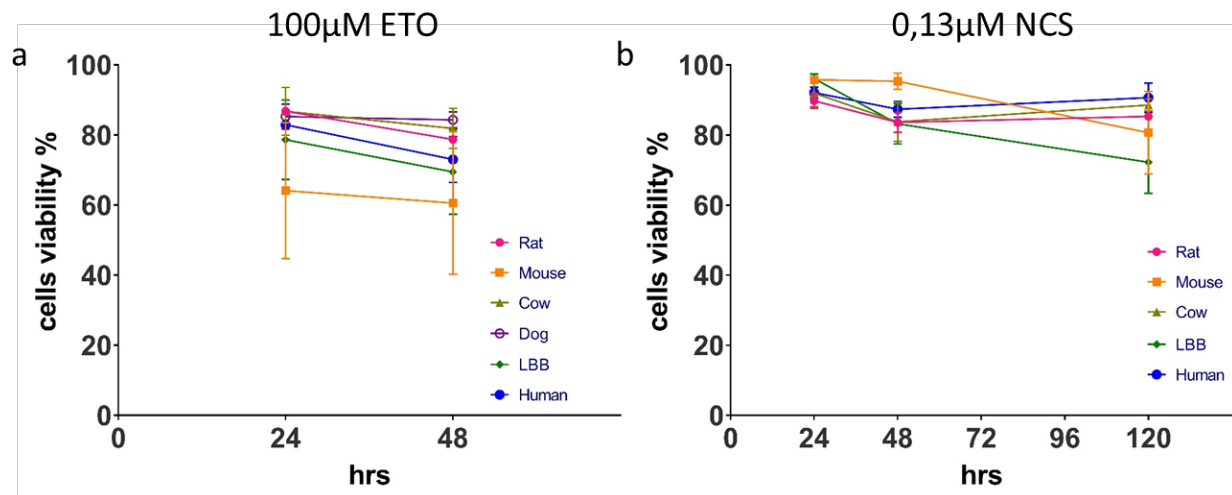 100μM ETO
0,13μM NCS
a
b
100
80
60
40
20
0
cells viability %
0
24
48
hrs
Rat
Mouse
Cow
Dog
LBB
Human
100
80
60
40
20
0
cells viability %
0
24
48
72
96
120
hrs
Rat
Mouse
Cow
LBB
Human